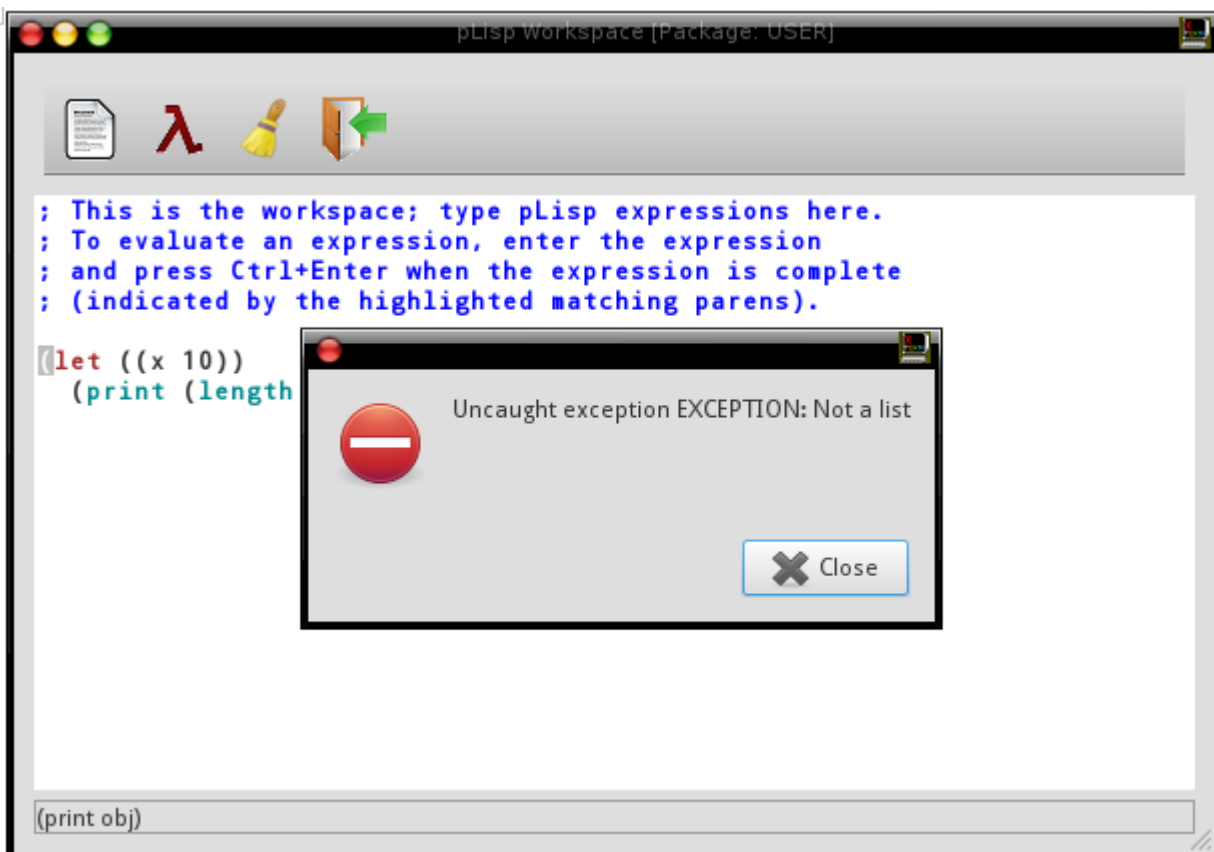 pLisp Workspace [Package: USER]
; This is the workspace; type pLisp expressions here.
; To evaluate an expression, enter the expression
; and press Ctrl+Enter when the expression is complete
; (indicated by the highlighted matching parens).
(let ((x 10))
(print (length
Uncaught exception EXCEPTION: Not a list
Close
(print obj)